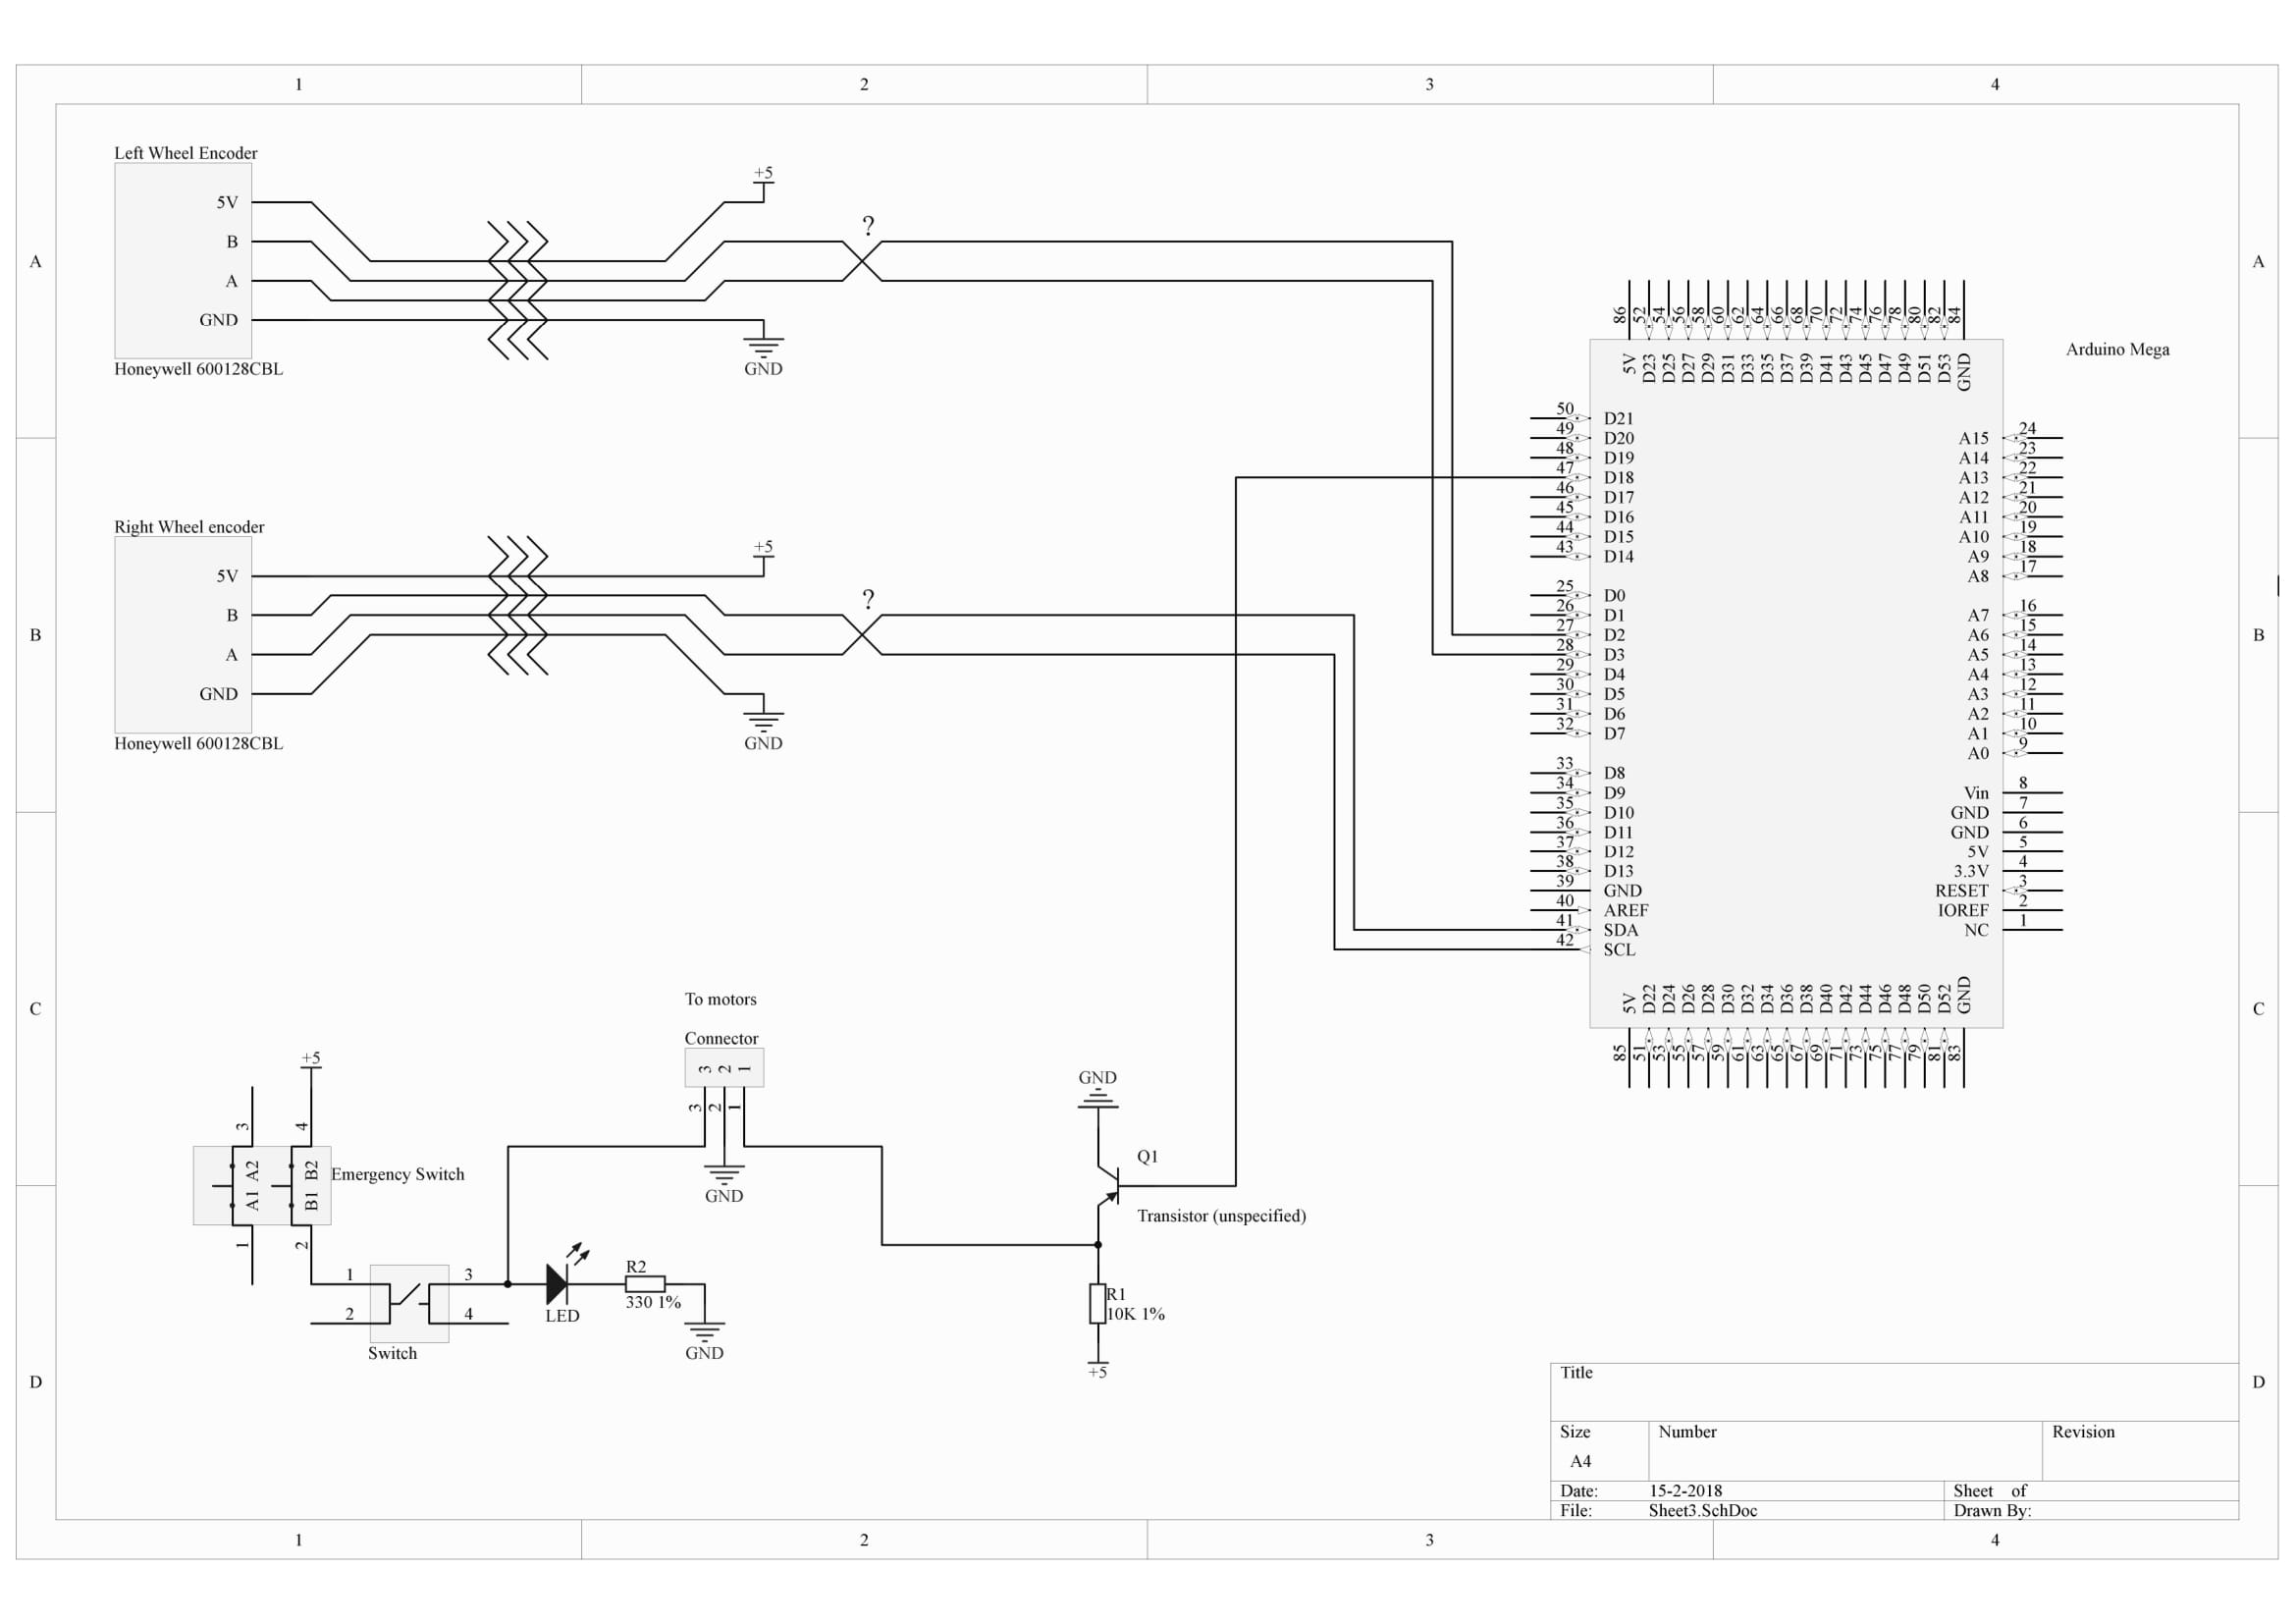 1 2 3 4
A A
B B
C C
D D
Left Wheel Encoder
5V
B
A
GND
Honeywell 600128CBL
+5
?
GND
Right Wheel encoder
5V
B
A
GND
Honeywell 600128CBL
+5
?
GND
Arduino Mega
86 52 54 56 58 60 62 64 66 68 70 72 74 76 78 80 82 84
5V D23 D25 D27 D29 D31 D33 D35 D37 D39 D41 D43 D45 D47 D49 D51 D53 GND
50 D21
49 D20
48 D19
47 D18
46 D17
45 D16
44 D15
43 D14
25 D0
26 D1
27 D2
28 D3
29 D4
30 D5
31 D6
32 D7
33 D8
34 D9
35 D10
36 D11
37 D12
38 D13
39 GND
40 AREF
41 SDA
42 SCL
A15 24
A14 23
A13 22
A12 21
A11 20
A10 19
A9 18
A8 17
A7 16
A6 15
A5 14
A4 13
A3 12
A2 11
A1 10
A0 9
Vin 8
GND 7
GND 6
5V 5
3.3V 4
RESET 3
IOREF 2
NC 1
5V D22 D24 D26 D28 D30 D32 D34 D36 D38 D40 D42 D44 D46 D48 D50 D52 GND
85 51 53 55 57 59 61 63 65 67 69 71 73 75 77 79 81 83
To motors
Connector
3 2 1
3 2 1
GND
+5
3 4
A2 B2
A1 B1
Emergency Switch
1 2
1 3
2 4
Switch
LED
R2
330 1%
GND
GND
Q1
Transistor (unspecified)
R1
10K 1%
+5
Title
Size Number Revision
A4
Date: 15-2-2018 Sheet of
File: Sheet3.SchDoc Drawn By:
1 2 3 4